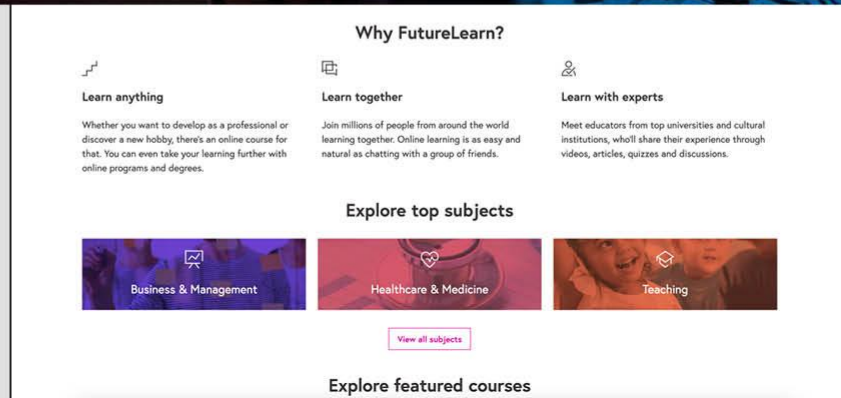 Why FutureLearn?
Learn anything
Whether you want to develop as a professional or
discover a new hobby, there's an online course for
that. You can even take your learning further with
online programs and degrees.
Learn together
Join millions of people from around the world
learning together. Online learning is as easy and
natural as chatting with a group of friends.
Learn with experts
Meet educators from top universities and cultural
institutions, who'll share their experience through
videos, articles, quizzes and discussions.
Explore top subjects
Business & Management
Healthcare & Medicine
Teaching
View all subjects
Explore featured courses